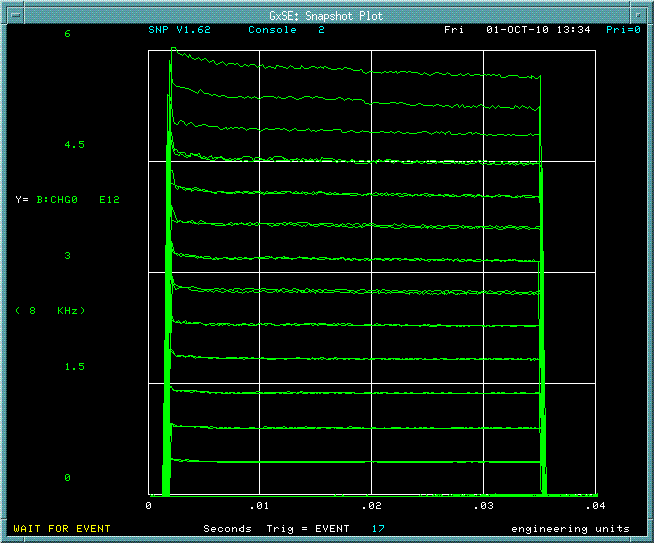 GxSE: Snapshot Plot
SNP V1.62 Console 2 Fri 01-OCT-10 13:34 Pri=0
6
4.5
Y= B:CHG0 E12
3
( 8 KHz)
1.5
0
0 .01 .02 .03 .04
WAIT FOR EVENT Seconds Trig = EVENT 17 engineering units